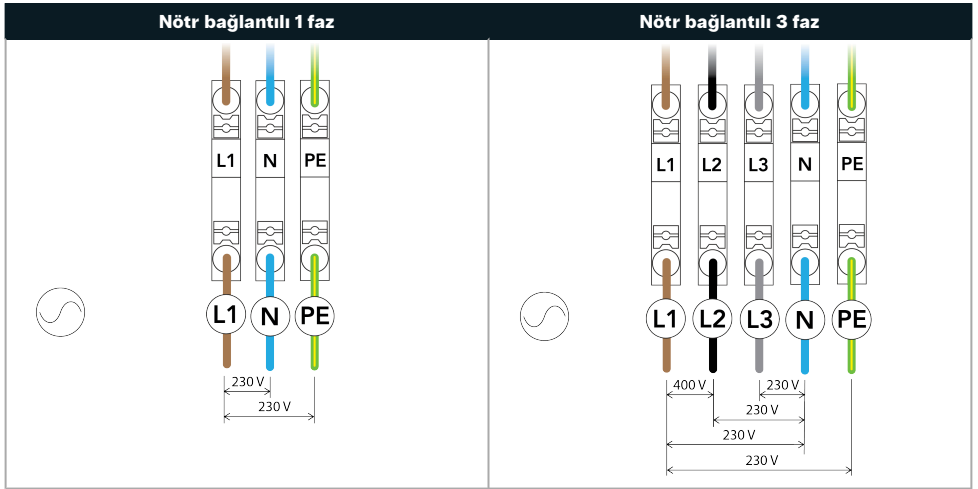 Nötr bağlantılı 1 faz
Nötr bağlantılı 3 faz
L1 N PE
L1 N PE
230 V
230 V
L1 L2 L3 N PE
L1 L2 L3 N PE
400 V 230 V
230 V
230 V
230 V